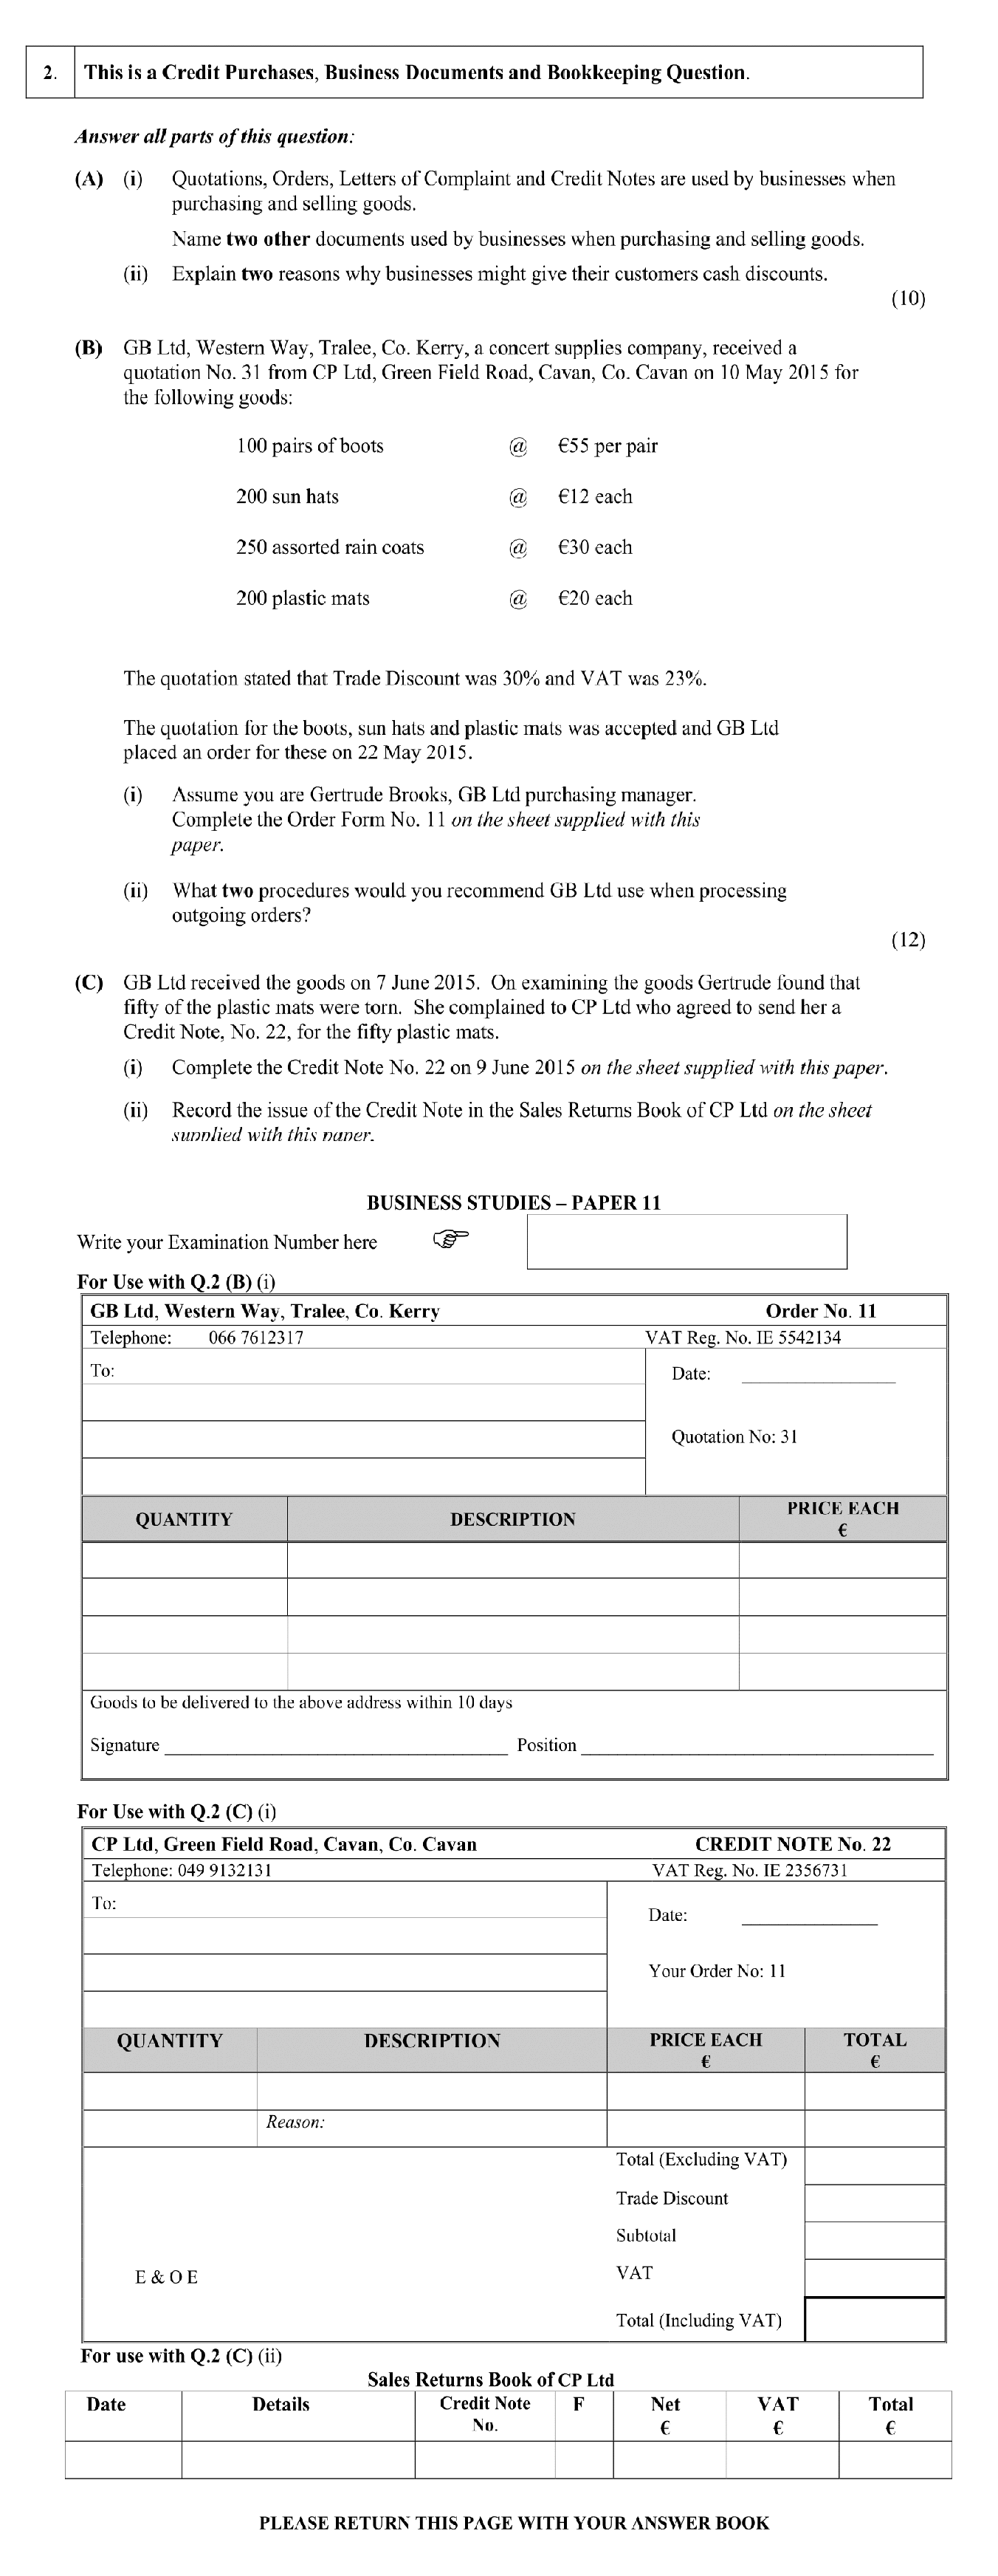 2. This is a Credit Purchases, Business Documents and Bookkeeping Question.
Answer all parts of this question:
(A) (i) Quotations, Orders, Letters of Complaint and Credit Notes are used by businesses when
purchasing and selling goods.
Name two other documents used by businesses when purchasing and selling goods.
(ii) Explain two reasons why businesses might give their customers cash discounts.
(10)
(B) GB Ltd, Western Way, Tralee, Co. Kerry, a concert supplies company, received a
quotation No. 31 from CP Ltd, Green Field Road, Cavan, Co. Cavan on 10 May 2015 for
the following goods:
100 pairs of boots @ €55 per pair
200 sun hats @ €12 each
250 assorted rain coats @ €30 each
200 plastic mats @ €20 each
The quotation stated that Trade Discount was 30% and VAT was 23%.
The quotation for the boots, sun hats and plastic mats was accepted and GB Ltd
placed an order for these on 22 May 2015.
(i) Assume you are Gertrude Brooks, GB Ltd purchasing manager.
Complete the Order Form No. 11 on the sheet supplied with this
paper.
(ii) What two procedures would you recommend GB Ltd use when processing
outgoing orders?
(12)
(C) GB Ltd received the goods on 7 June 2015. On examining the goods Gertrude found that
fifty of the plastic mats were torn. She complained to CP Ltd who agreed to send her a
Credit Note, No. 22, for the fifty plastic mats.
(i) Complete the Credit Note No. 22 on 9 June 2015 on the sheet supplied with this paper.
(ii) Record the issue of the Credit Note in the Sales Returns Book of CP Ltd on the sheet
supplied with this paper.
BUSINESS STUDIES – PAPER 11
Write your Examination Number here
For Use with Q.2 (B) (i)
GB Ltd, Western Way, Tralee, Co. Kerry Order No. 11
Telephone: 066 7612317 VAT Reg. No. IE 5542134
To:
Date: ______________
Quotation No: 31
QUANTITY DESCRIPTION PRICE EACH
€
Goods to be delivered to the above address within 10 days
Signature ______________ Position ______________
For Use with Q.2 (C) (i)
CP Ltd, Green Field Road, Cavan, Co. Cavan CREDIT NOTE No. 22
Telephone: 049 9132131 VAT Reg. No. IE 2356731
To:
Date: ______________
Your Order No: 11
QUANTITY DESCRIPTION PRICE EACH TOTAL
€ €
Reason:
Total (Excluding VAT)
Trade Discount
Subtotal
E & O E VAT
Total (Including VAT)
For use with Q.2 (C) (ii)
Sales Returns Book of CP Ltd
Date Details Credit Note F Net VAT Total
No. € € €
PLEASE RETURN THIS PAGE WITH YOUR ANSWER BOOK